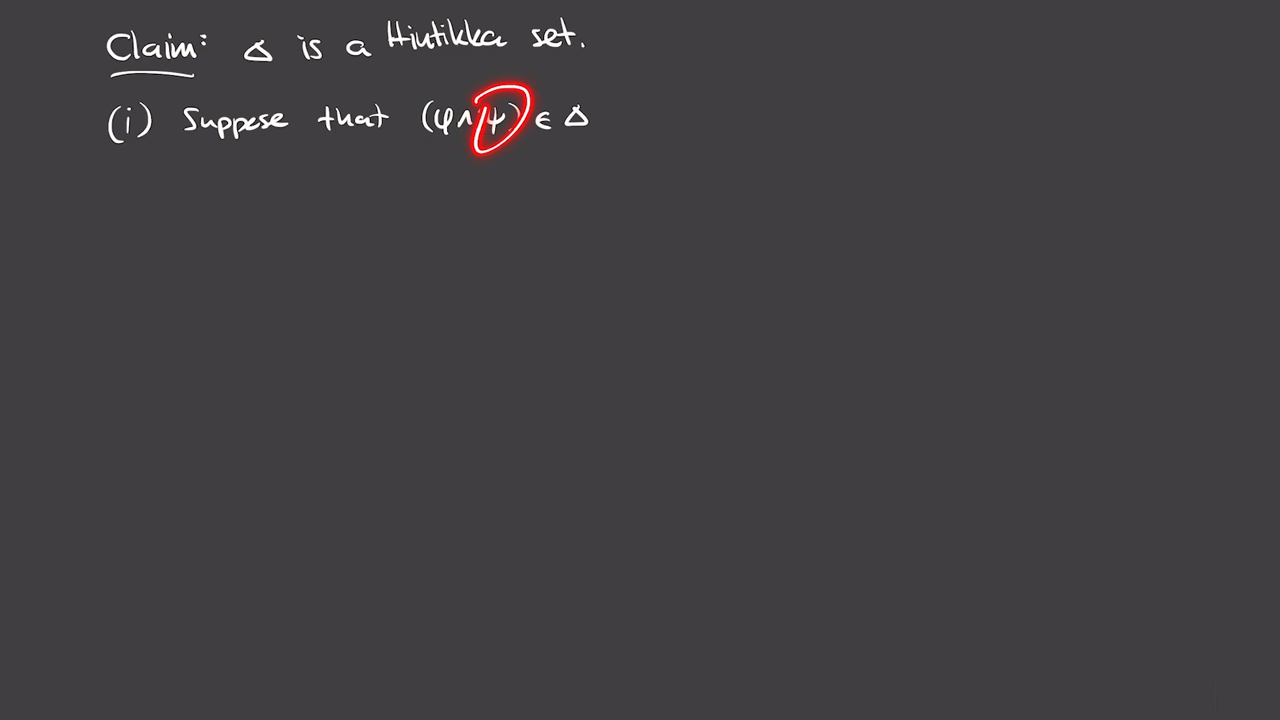 Claim: Δ is a Hintikka set.
(i) Suppose that (φ∧ψ) ∈ Δ